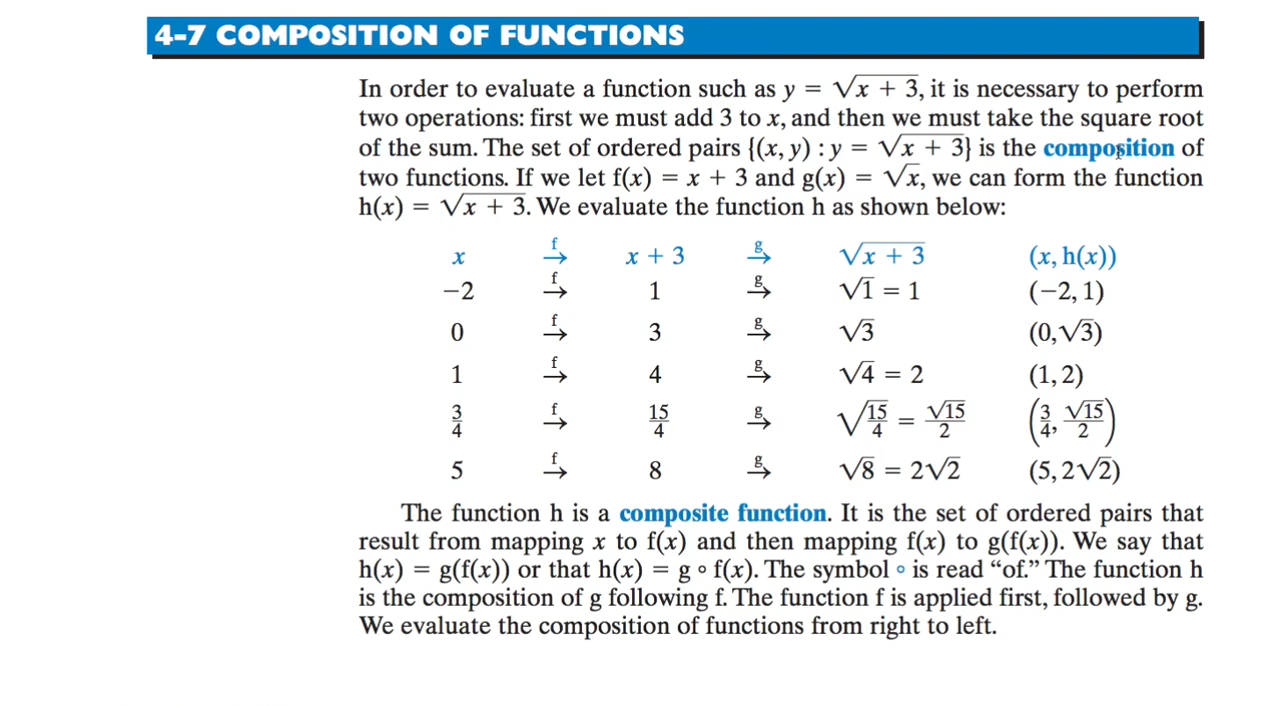 4-7 COMPOSITION OF FUNCTIONS
In order to evaluate a function such as y = √(x + 3), it is necessary to perform
two operations: first we must add 3 to x, and then we must take the square root
of the sum. The set of ordered pairs {(x, y) : y = √(x + 3)} is the composition of
two functions. If we let f(x) = x + 3 and g(x) = √x, we can form the function
h(x) = √(x + 3). We evaluate the function h as shown below:
x f→ x + 3 g→ √(x + 3) (x, h(x))
−2 f→ 1 g→ √1 = 1 (−2, 1)
0 f→ 3 g→ √3 (0, √3)
1 f→ 4 g→ √4 = 2 (1, 2)
3/4 f→ 15/4 g→ √(15/4) = √15/2 (3/4, √15/2)
5 f→ 8 g→ √8 = 2√2 (5, 2√2)
The function h is a composite function. It is the set of ordered pairs that
result from mapping x to f(x) and then mapping f(x) to g(f(x)). We say that
h(x) = g(f(x)) or that h(x) = g ∘ f(x). The symbol ∘ is read “of.” The function h
is the composition of g following f. The function f is applied first, followed by g.
We evaluate the composition of functions from right to left.